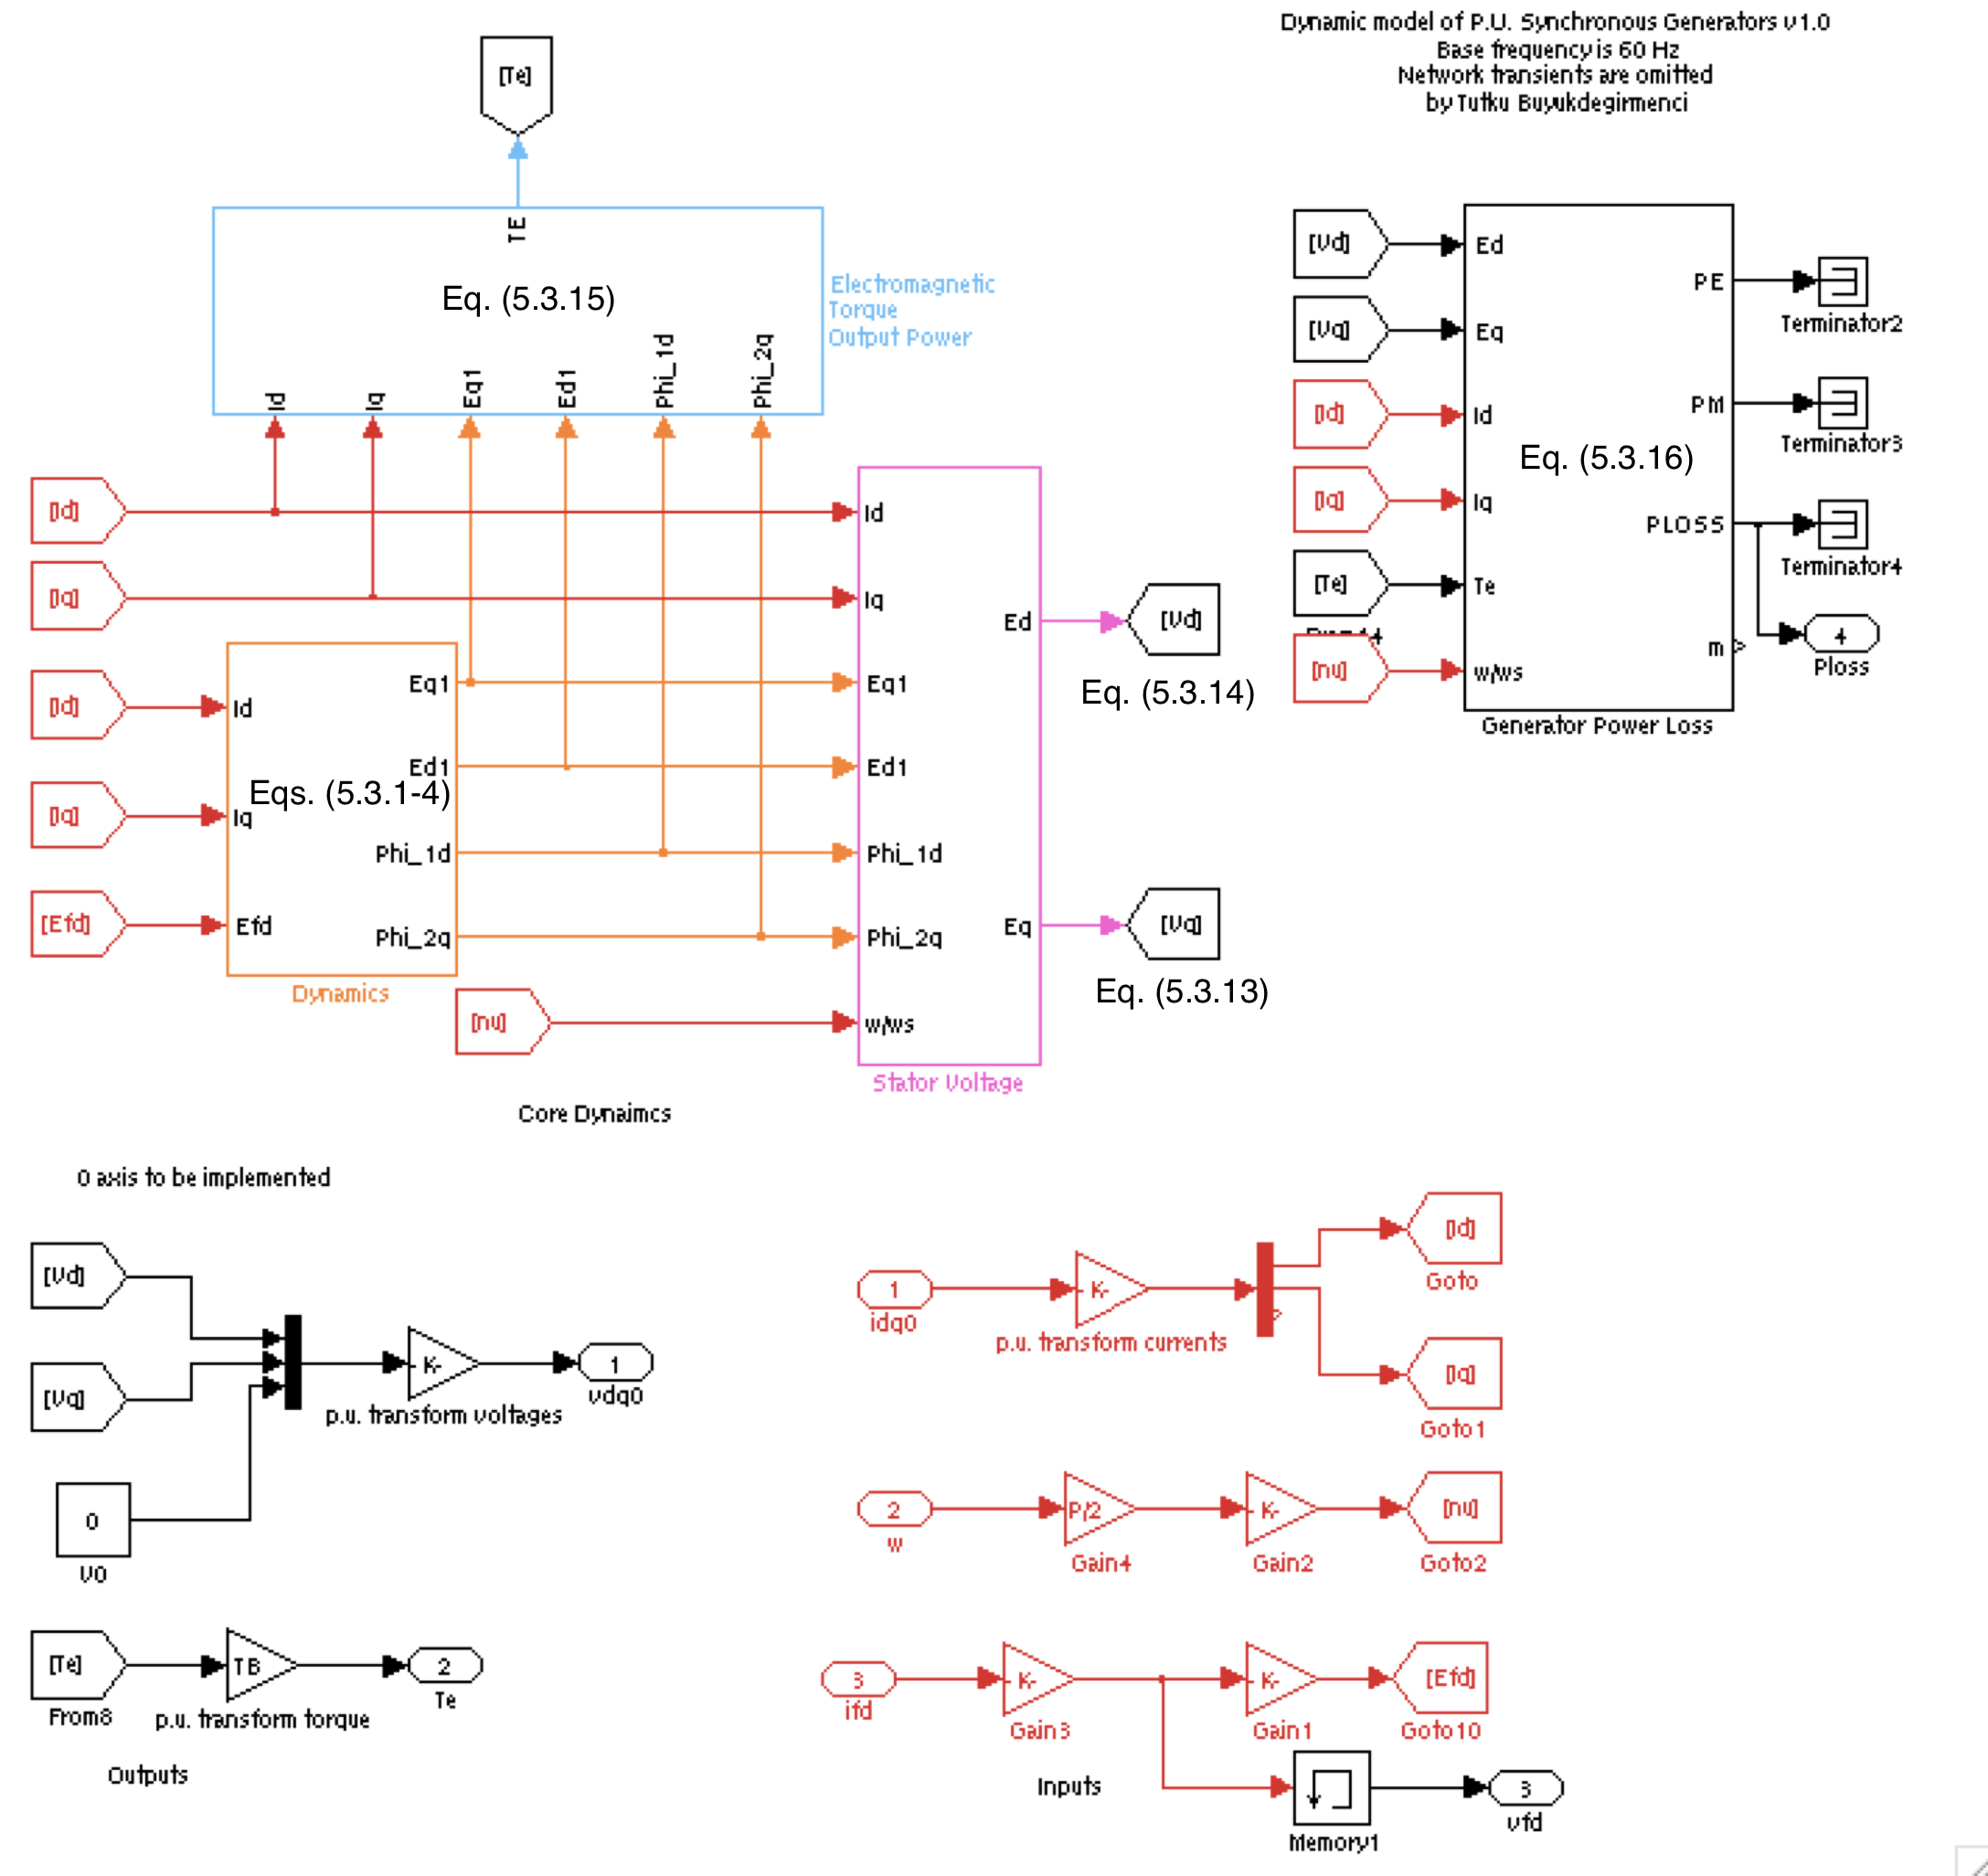 Dynamic model of P.U. Synchronous Generators v1.0
Base frequency is 60 Hz
Network transients are omitted
by Tutku Buyukdegirmenci
[Te]
TE
Eq. (5.3.15)
Electromagnetic
Torque
Output Power
Id
Iq
Eq1
Ed1
Phi_1d
Phi_2q
[Id]
[Iq]
[Id]
[Iq]
[Efd]
Id
Iq
Efd
Eqs. (5.3.1-4)
Eq1
Ed1
Phi_1d
Phi_2q
Dynamics
[nu]
Id
Iq
Eq1
Ed1
Phi_1d
Phi_2q
w/ws
Ed
Eq
Stator Voltage
[Vd]
Eq. (5.3.14)
[Vq]
Eq. (5.3.13)
Core Dynaimcs
[Vd]
[Vq]
[Id]
[Iq]
[Te]
[nu]
Ed
Eq
Id
Iq
Te
w/ws
Eq. (5.3.16)
PE
PM
PLOSS
m
Generator Power Loss
Terminator2
Terminator3
Terminator4
4
Ploss
0 axis to be implemented
[Vd]
[Vq]
0
V0
-K-
p.u. transform voltages
1
vdq0
[Te]
From8
TB
p.u. transform torque
2
Te
Outputs
1
idq0
-K-
p.u. transform currents
[Id]
Goto
[Iq]
Goto1
2
w
P/2
Gain4
-K-
Gain2
[nu]
Goto2
3
ifd
-K-
Gain3
-K-
Gain1
[Efd]
Goto10
Inputs
Memory1
3
vfd